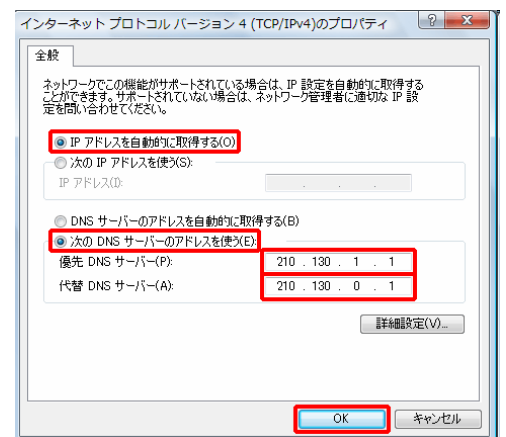 インターネット プロトコル バージョン 4 (TCP/IPv4)のプロパティ
全般
ネットワークでこの機能がサポートされている場合は、IP 設定を自動的に取得する
ことができます。サポートされていない場合は、ネットワーク管理者に適切な IP 設
定を問い合わせてください。
IP アドレスを自動的に取得する(O)
次の IP アドレスを使う(S):
IP アドレス(I):
. . .
DNS サーバーのアドレスを自動的に取得する(B)
次の DNS サーバーのアドレスを使う(E):
優先 DNS サーバー(P): 210 . 130 . 1 . 1
代替 DNS サーバー(A): 210 . 130 . 0 . 1
詳細設定(V)...
OK キャンセル